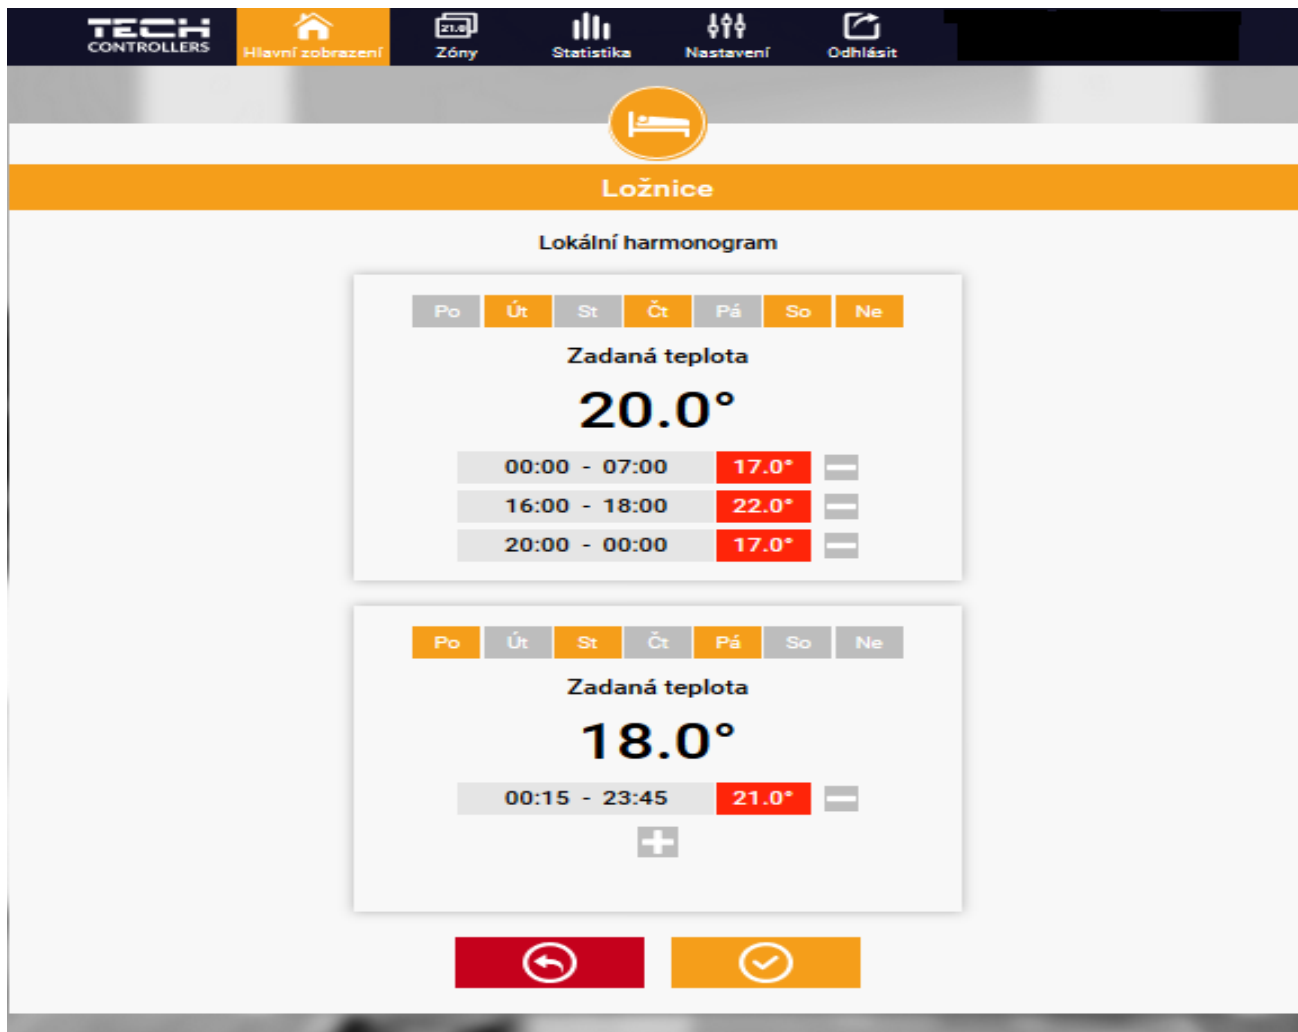 TECH
CONTROLLERS
Hlavní zobrazení
21.0
Zóny
Statistika
Nastavení
Odhlásit
Ložnice
Lokální harmonogram
Po Út St Čt Pá So Ne
Zadaná teplota
20.0°
00:00 - 07:00 17.0°
16:00 - 18:00 22.0°
20:00 - 00:00 17.0°
Po Út St Čt Pá So Ne
Zadaná teplota
18.0°
00:15 - 23:45 21.0°